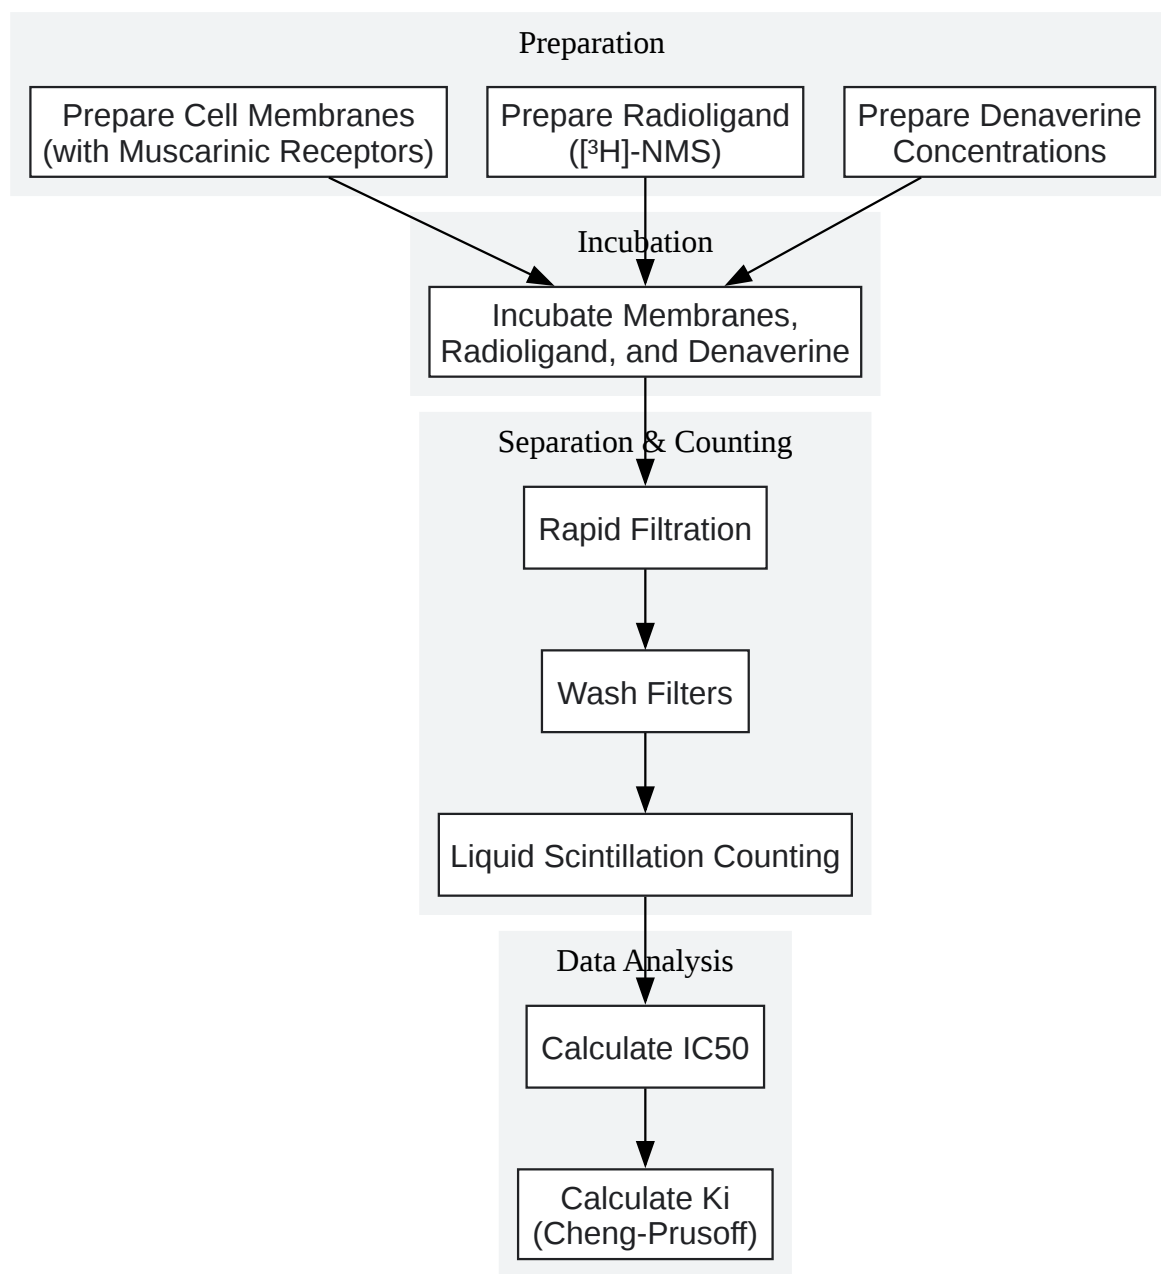 Preparation
Prepare Cell Membranes
(with Muscarinic Receptors)
Prepare Radioligand
([³H]-NMS)
Prepare Denaverine
Concentrations
Incubation
Incubate Membranes,
Radioligand, and Denaverine
Separation & Counting
Rapid Filtration
Wash Filters
Liquid Scintillation Counting
Data Analysis
Calculate IC50
Calculate Ki
(Cheng-Prusoff)